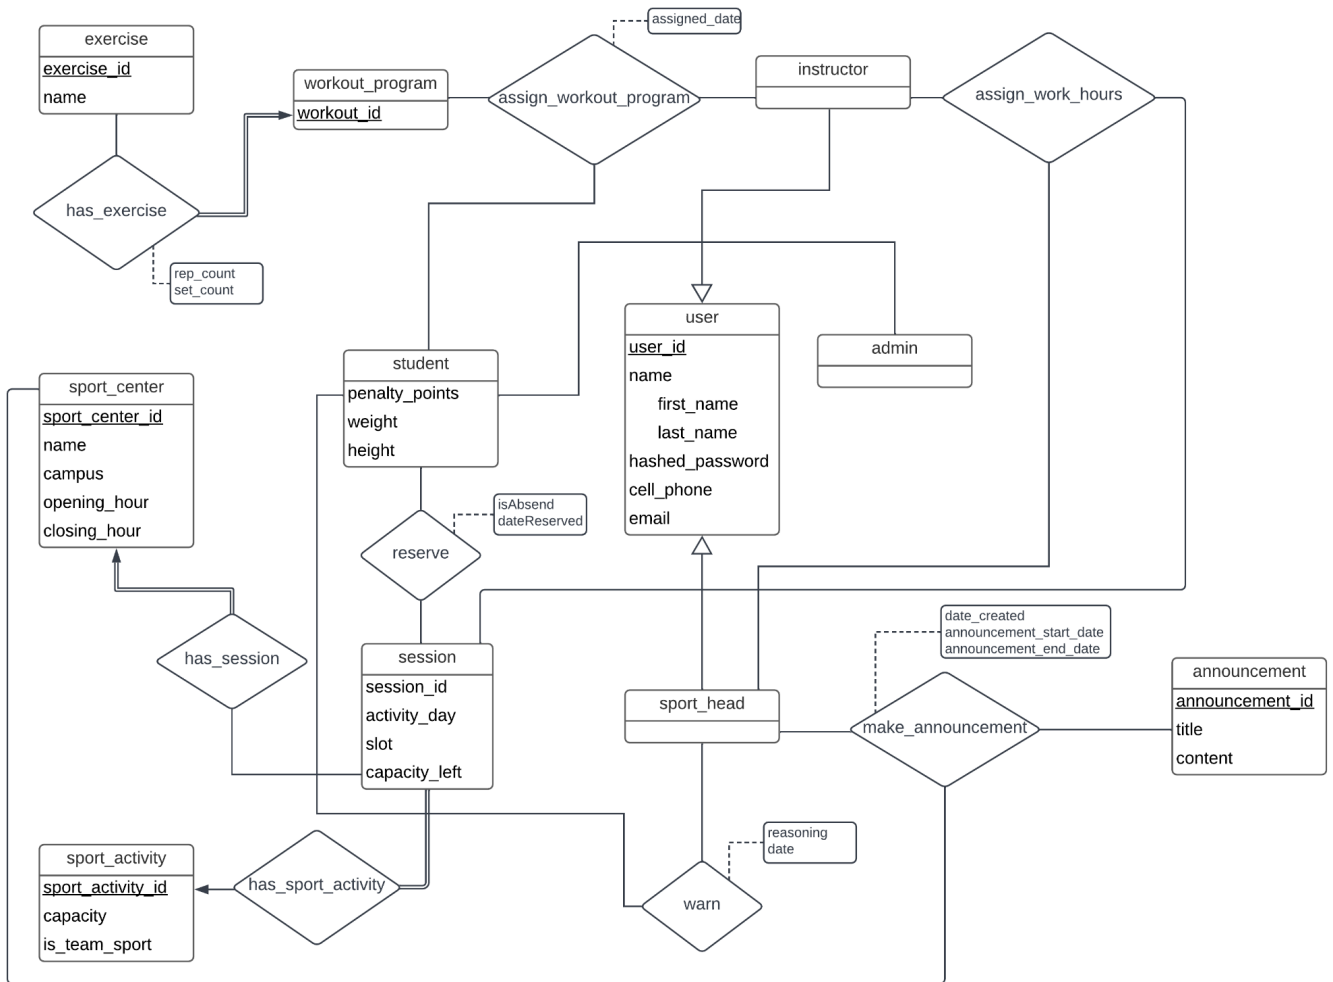 exercise
exercise_id
name
has_exercise
rep_count
set_count
workout_program
workout_id
assigned_date
assign_workout_program
instructor
assign_work_hours
user
user_id
name
first_name
last_name
hashed_password
cell_phone
email
admin
student
penalty_points
weight
height
sport_center
sport_center_id
name
campus
opening_hour
closing_hour
isAbsend
dateReserved
reserve
has_session
session
session_id
activity_day
slot
capacity_left
sport_head
date_created
announcement_start_date
announcement_end_date
make_announcement
announcement
announcement_id
title
content
sport_activity
sport_activity_id
capacity
is_team_sport
has_sport_activity
reasoning
date
warn